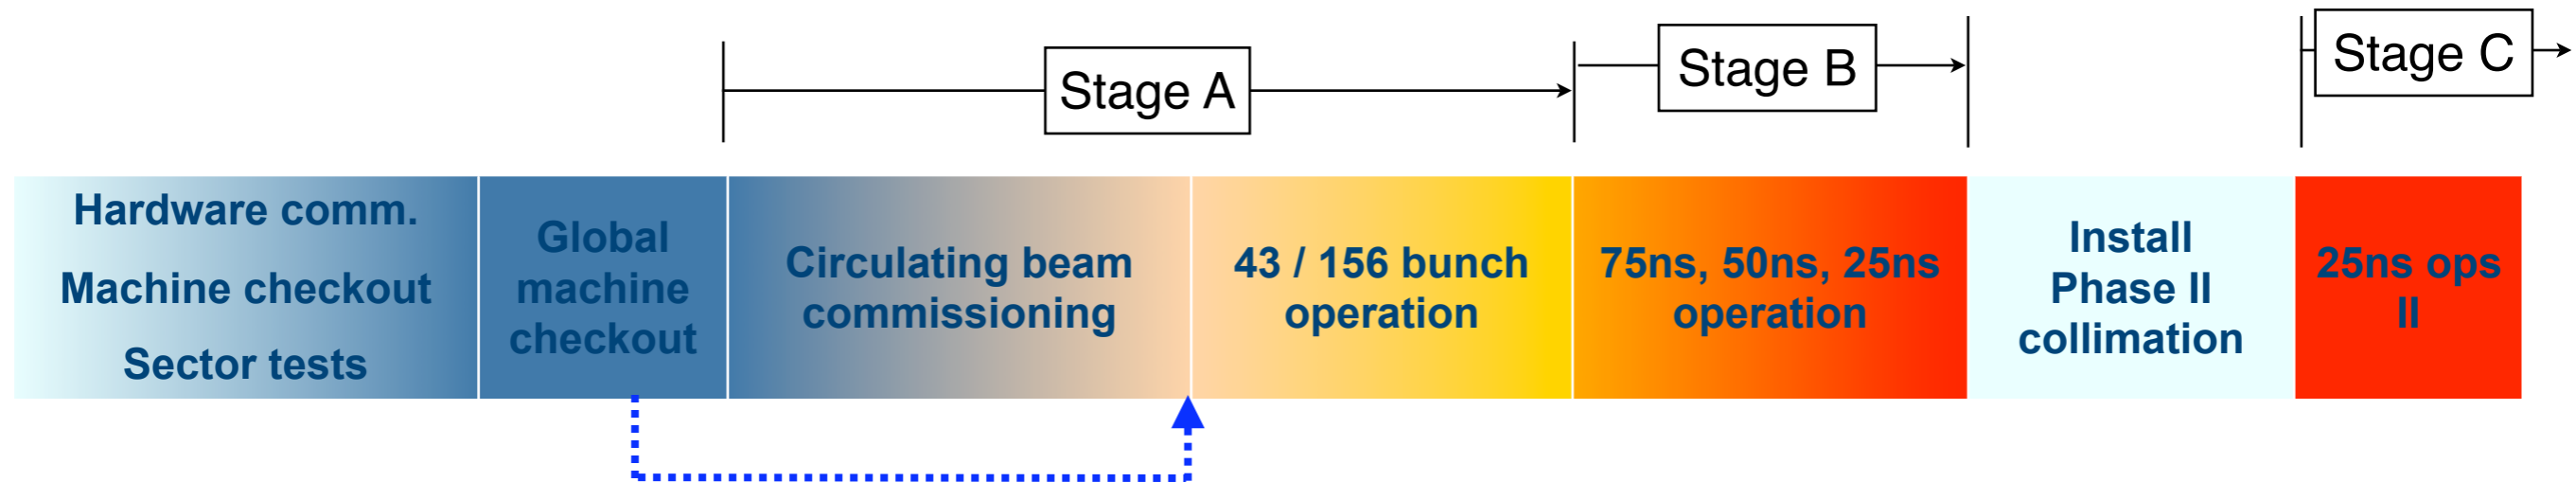 Stage A
Stage B
Stage C
Hardware comm.
Machine checkout
Sector tests
Global
machine
checkout
Circulating beam
commissioning
43 / 156 bunch
operation
75ns, 50ns, 25ns
operation
Install
Phase II
collimation
25ns ops
II